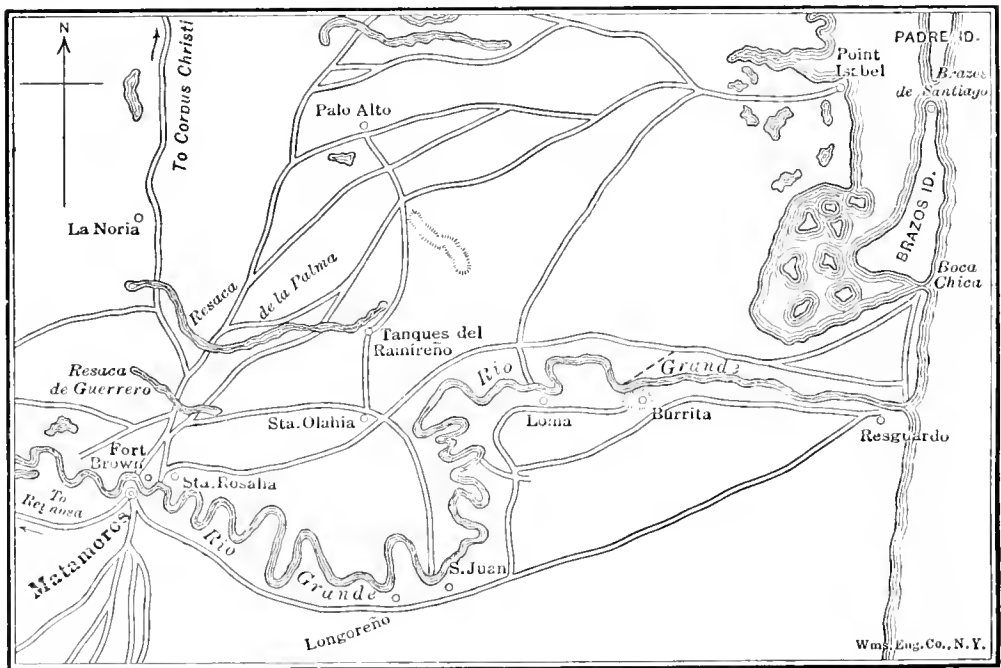 N
To Corpus Christi
PADRE ID.
Point
Isabel
Brazos
de Santiago
Palo Alto
La Noria
BRAZOS ID.
Resaca
de la Palma
Boca
Chica
Tanques del
Ramireño
Resaca
de Guerrero
Rio
Grande
Sta. Olahia
Loma
Burrita
Resguardo
Fort
Brown
Sta. Rosalia
To
Reinosa
Matamoros
Rio
Grande
S. Juan
Longoreño
Wms. Eng. Co., N.Y.